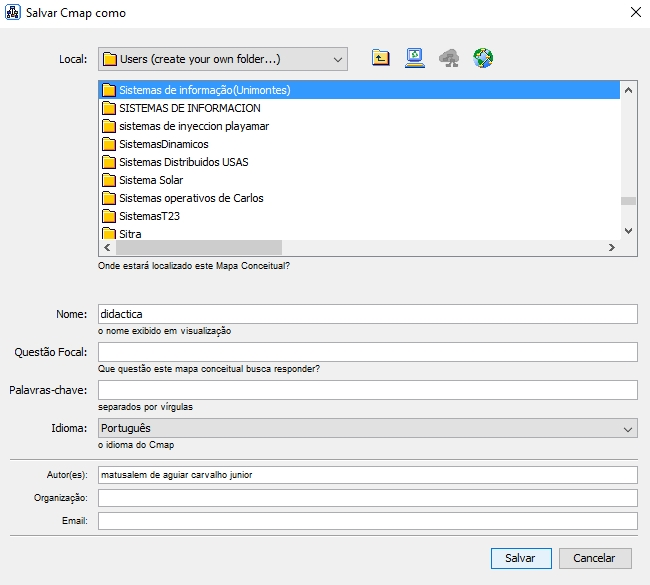 Salvar Cmap como
Local: Users (create your own folder...)
Sistemas de informação(Unimontes)
SISTEMAS DE INFORMACION
sistemas de inyeccion playamar
SistemasDinamicos
Sistemas Distribuidos USAS
Sistema Solar
Sistemas operativos de Carlos
SistemasT23
Sitra
Onde estará localizado este Mapa Conceitual?
Nome: didactica
o nome exibido em visualização
Questão Focal:
Que questão este mapa conceitual busca responder?
Palavras-chave:
separados por vírgulas
Idioma: Português
o idioma do Cmap
Autor(es): matusalem de aguiar carvalho junior
Organização:
Email:
Salvar Cancelar